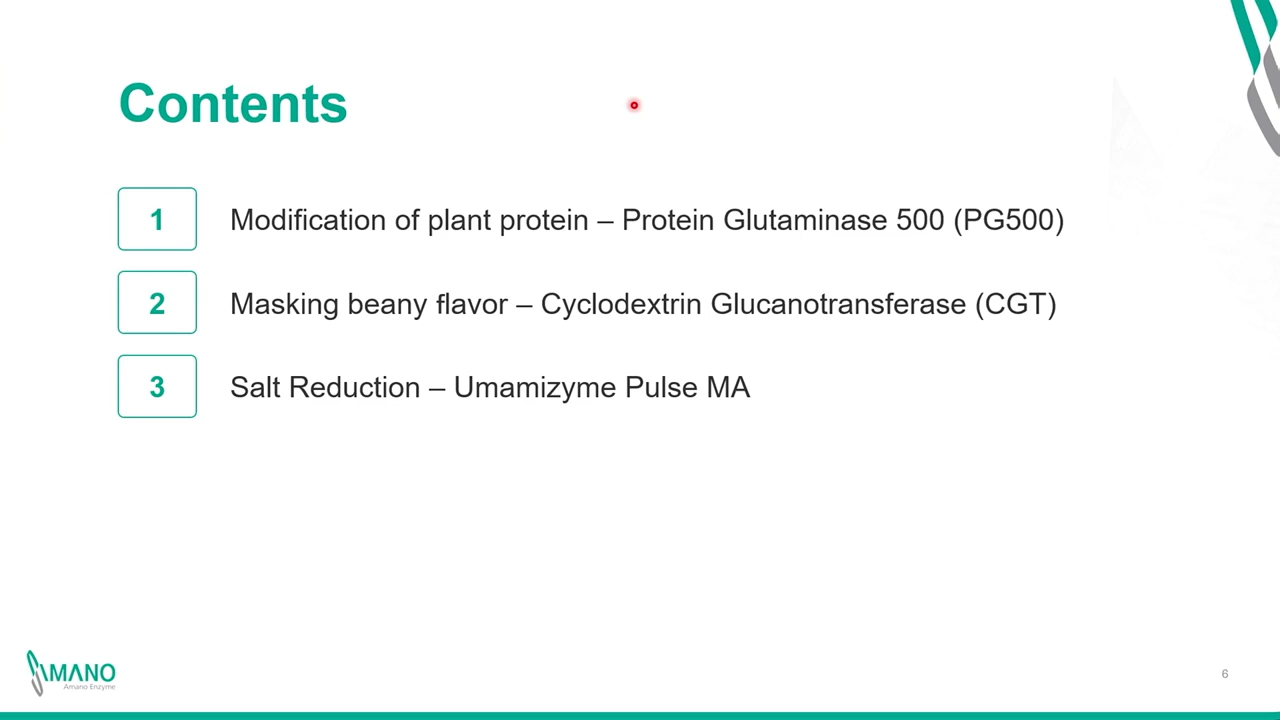 Contents
1
Modification of plant protein – Protein Glutaminase 500 (PG500)
2
Masking beany flavor – Cyclodextrin Glucanotransferase (CGT)
3
Salt Reduction – Umamizyme Pulse MA
AMANO
Amano Enzyme
6